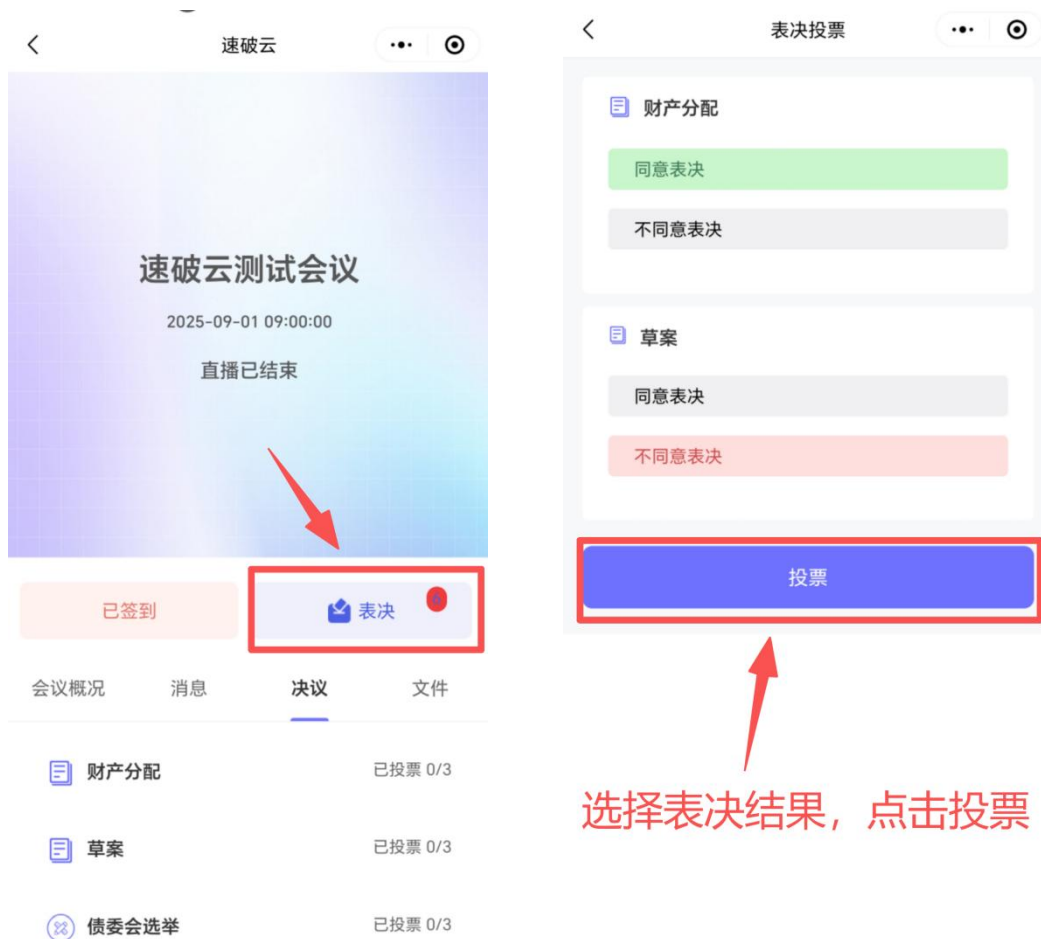 速破云
速破云测试会议
2025-09-01 09:00:00
直播已结束
已签到
表决
会议概况
消息
决议
文件
财产分配
已投票 0/3
草案
已投票 0/3
债委会选举
已投票 0/3
表决投票
财产分配
同意表决
不同意表决
草案
同意表决
不同意表决
投票
选择表决结果，点击投票